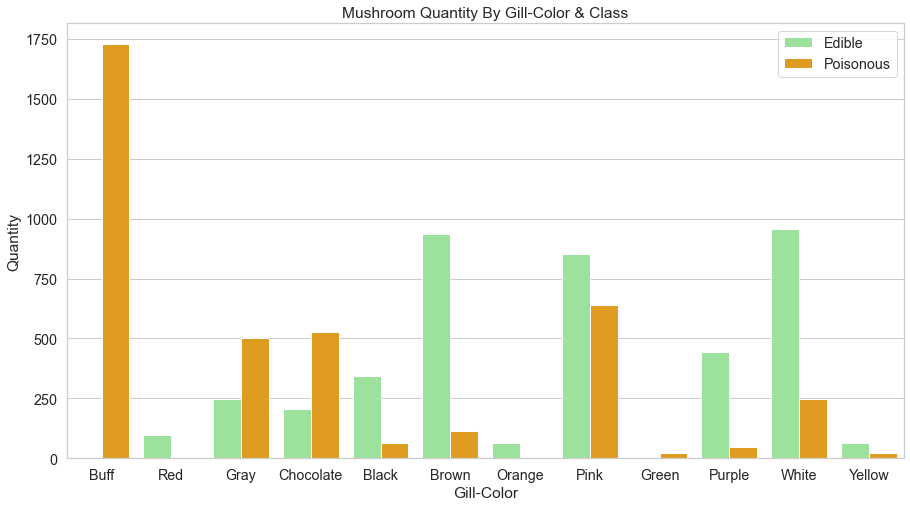 Mushroom Quantity By Gill-Color & Class
Edible
Poisonous
Quantity
1750
1500
1250
1000
750
500
250
0
Buff Red Gray Chocolate Black Brown Orange Pink Green Purple White Yellow
Gill-Color